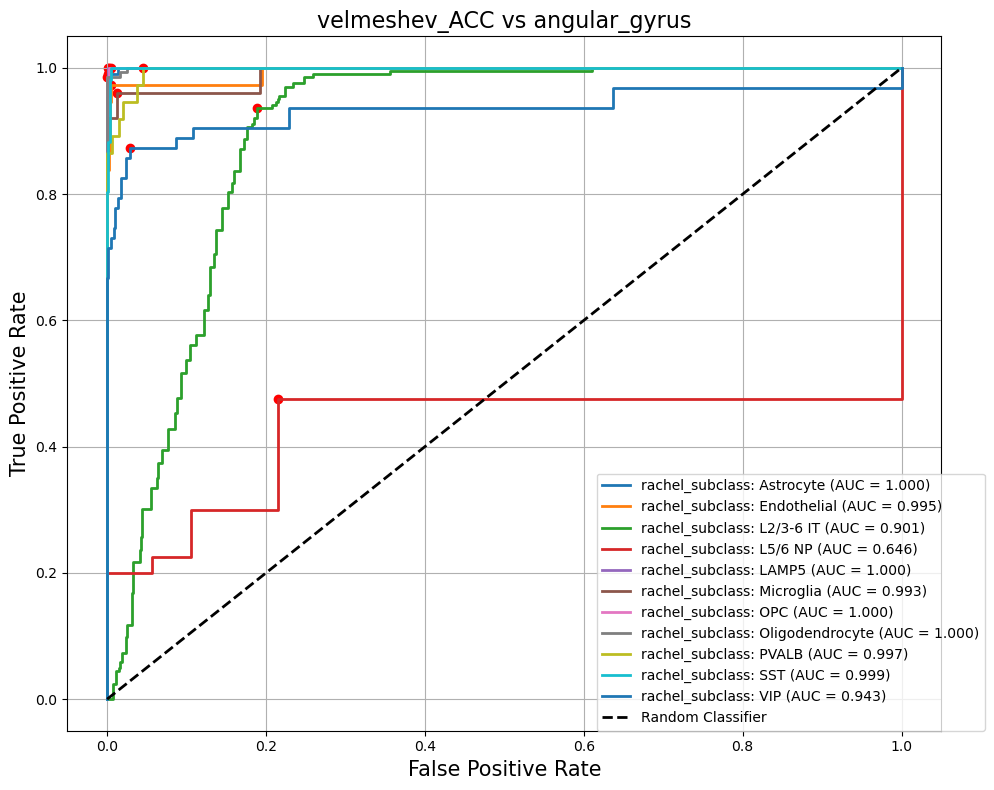 velmeshev_ACC vs angular_gyrus
True Positive Rate
1.0
0.8
0.6
0.4
0.2
0.0
rachel_subclass: Astrocyte (AUC = 1.000)
rachel_subclass: Endothelial (AUC = 0.995)
rachel_subclass: L2/3-6 IT (AUC = 0.901)
rachel_subclass: L5/6 NP (AUC = 0.646)
rachel_subclass: LAMP5 (AUC = 1.000)
rachel_subclass: Microglia (AUC = 0.993)
rachel_subclass: OPC (AUC = 1.000)
rachel_subclass: Oligodendrocyte (AUC = 1.000)
rachel_subclass: PVALB (AUC = 0.997)
rachel_subclass: SST (AUC = 0.999)
rachel_subclass: VIP (AUC = 0.943)
Random Classifier
0.0 0.2 0.4 0.6 0.8 1.0
False Positive Rate